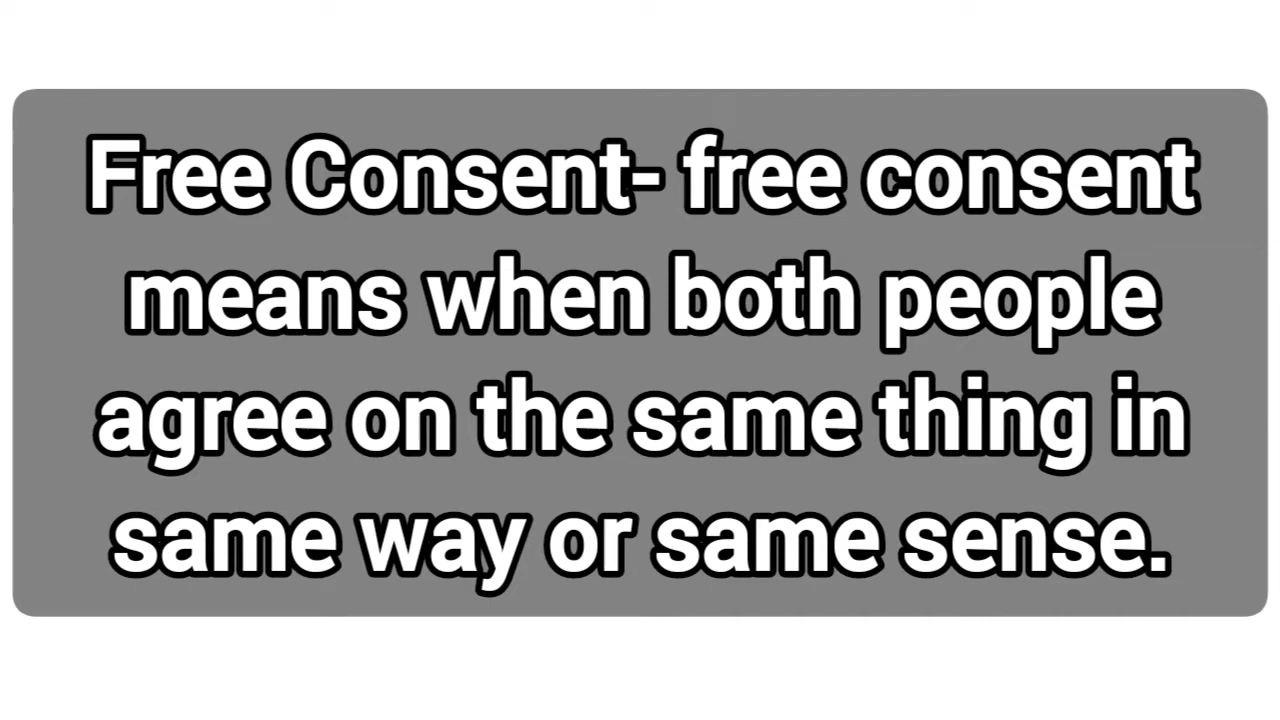 Free Consent- free consent
means when both people
agree on the same thing in
same way or same sense.